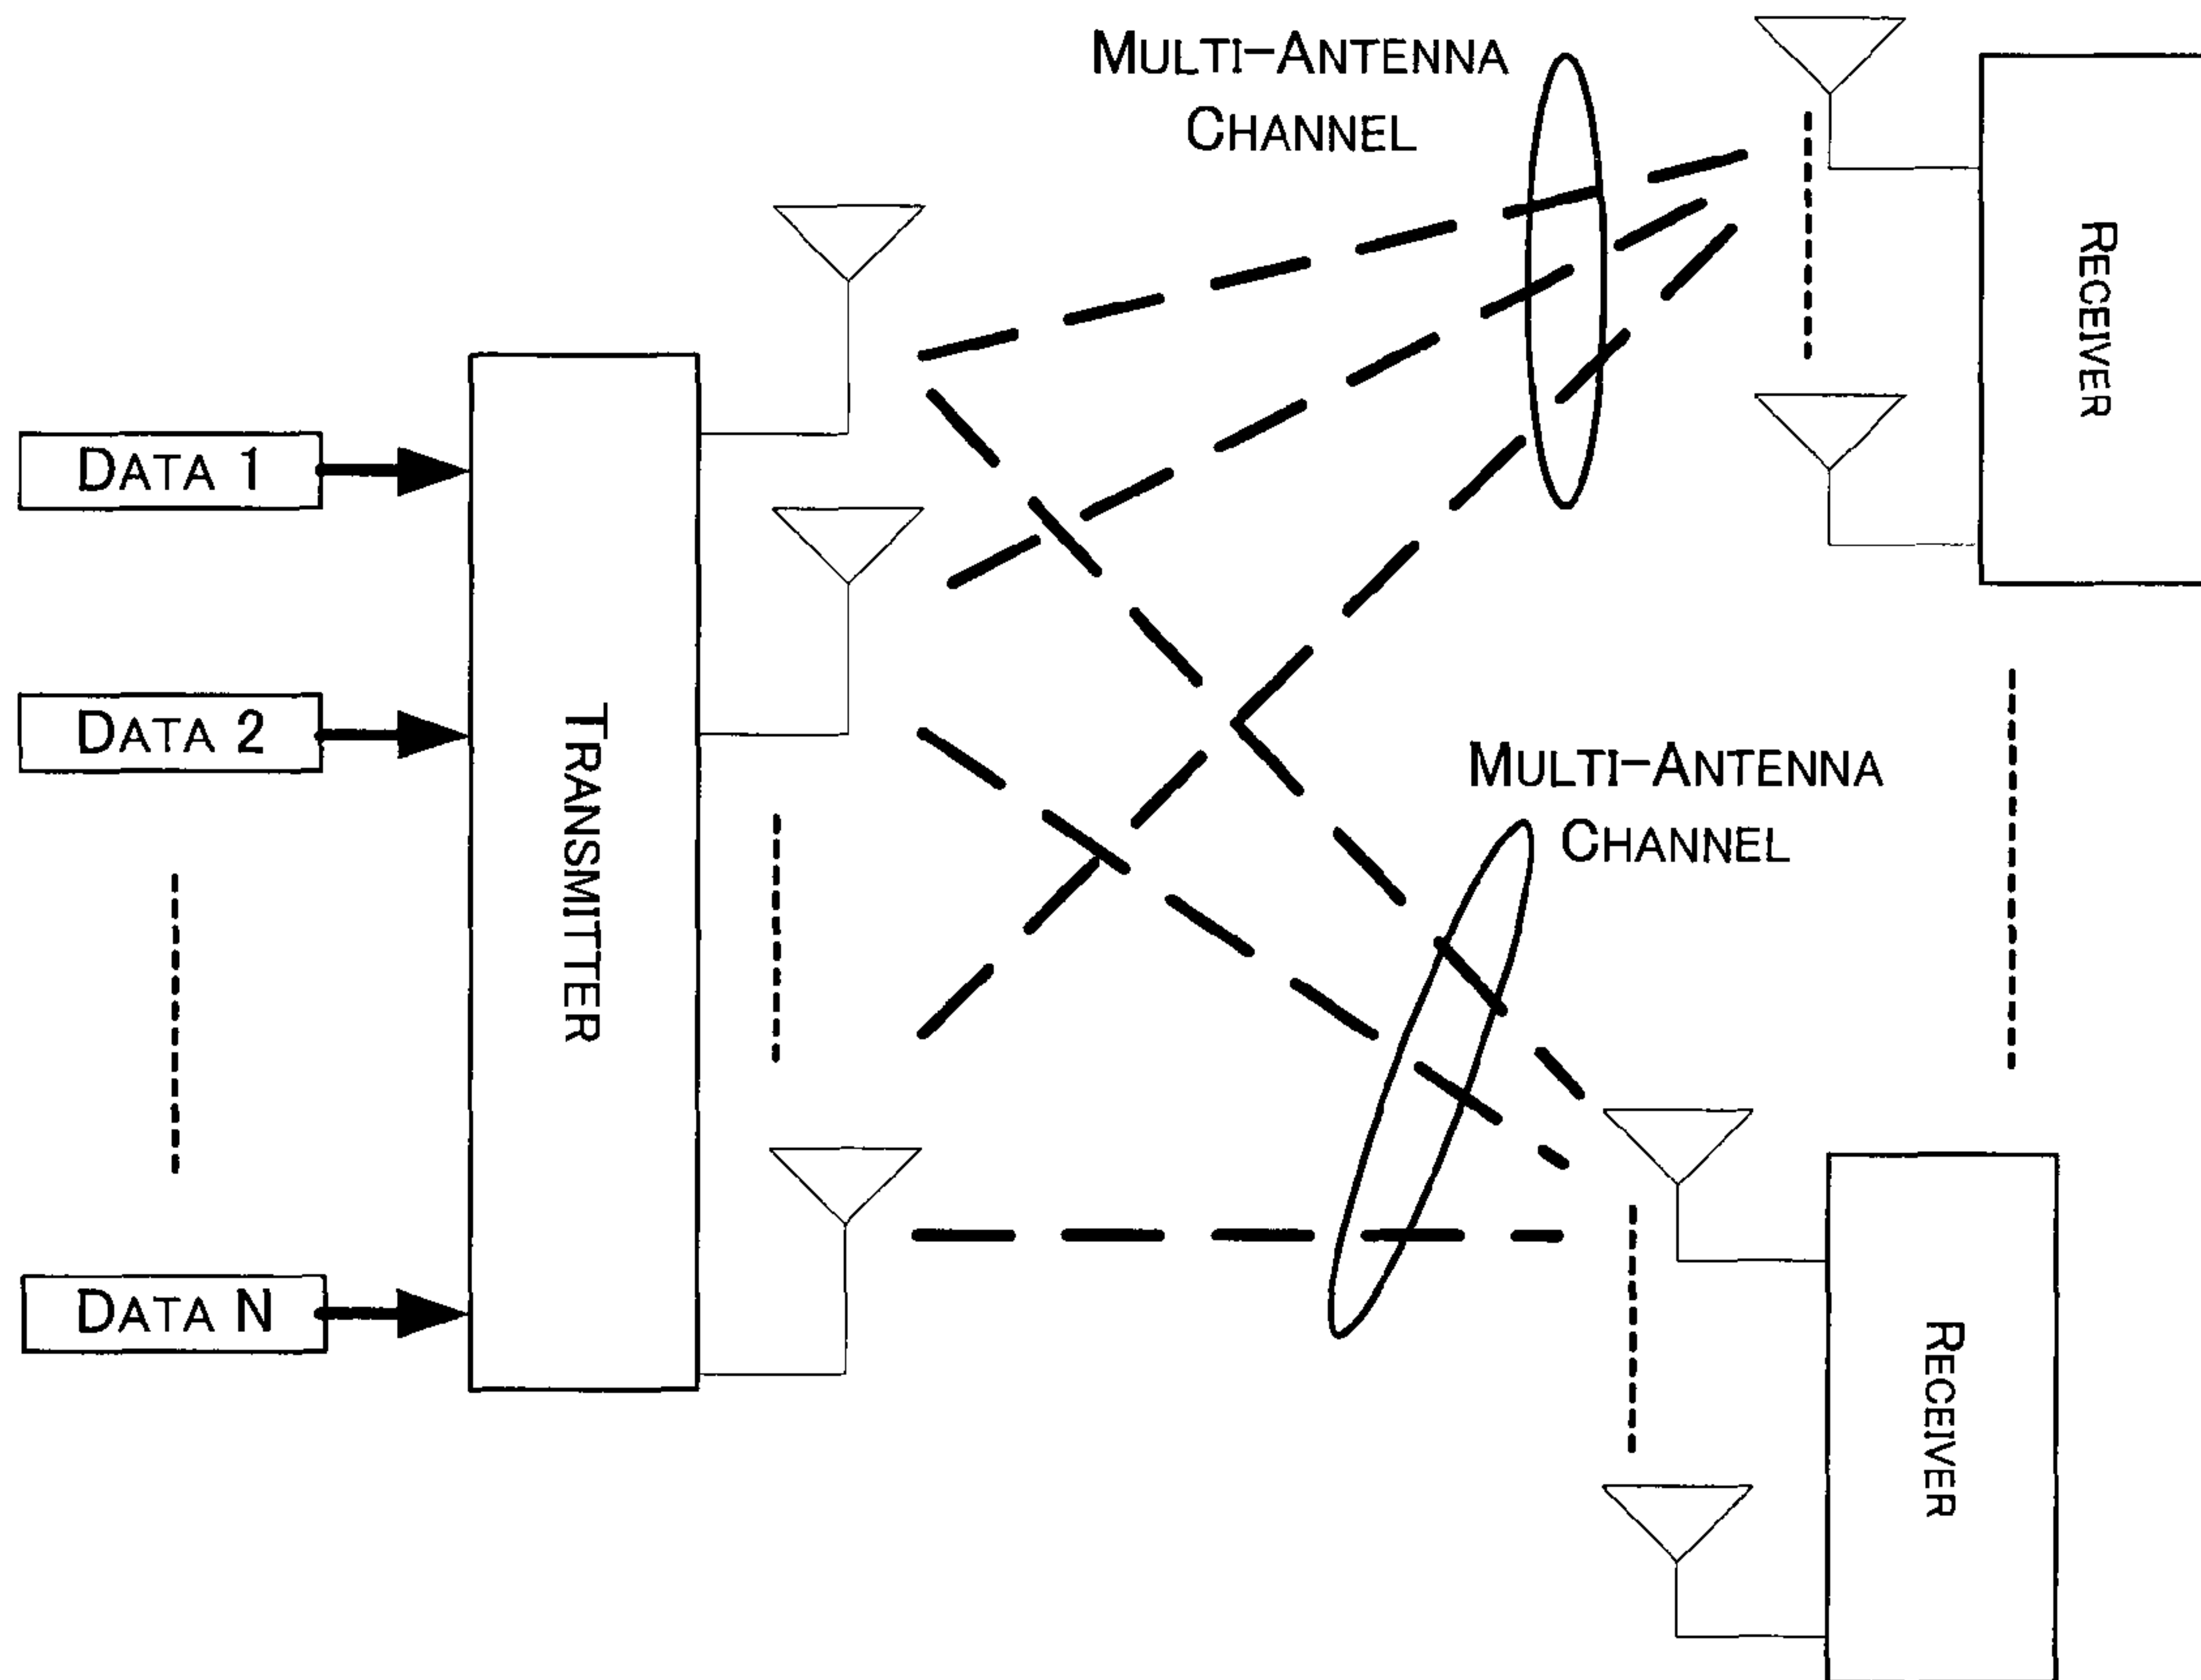 MULTI-ANTENNA
CHANNEL
RECEIVER
DATA 1
DATA 2
TRANSMITTER
MULTI-ANTENNA
CHANNEL
DATA N
RECEIVER